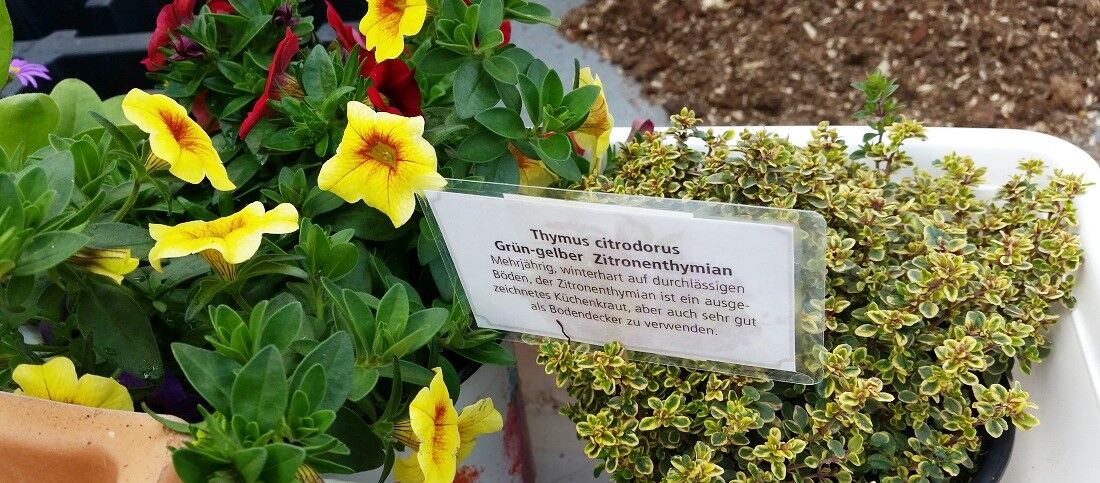 Thymus citrodorus
Grün-gelber Zitronenthymian
Mehrjährig, winterhart auf durchlässigen
Böden, der Zitronenthymian ist ein ausge-
zeichnetes Küchenkraut, aber auch sehr gut
als Bodendecker zu verwenden.